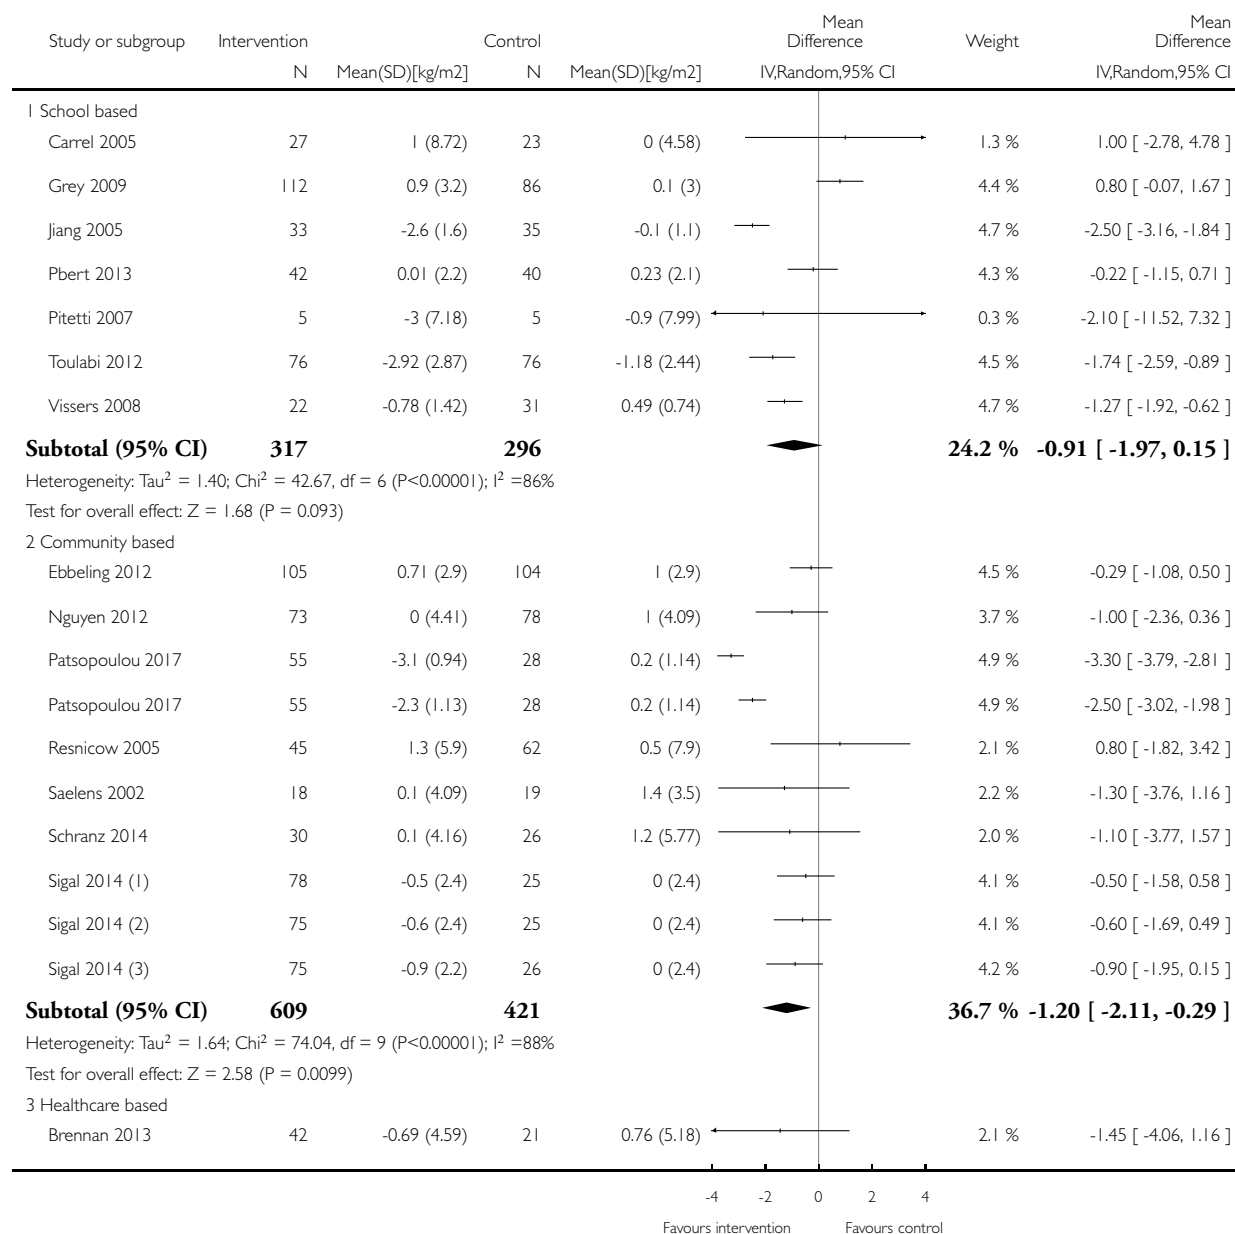 Mean Mean
Study or subgroup Intervention Control Difference Weight Difference
N Mean(SD)[kg/m2] N Mean(SD)[kg/m2] IV,Random,95% CI IV,Random,95% CI
1 School based
Carrel 2005 27 1 (8.72) 23 0 (4.58) 1.3 % 1.00 [ -2.78, 4.78 ]
Grey 2009 112 0.9 (3.2) 86 0.1 (3) 4.4 % 0.80 [ -0.07, 1.67 ]
Jiang 2005 33 -2.6 (1.6) 35 -0.1 (1.1) 4.7 % -2.50 [ -3.16, -1.84 ]
Pbert 2013 42 0.01 (2.2) 40 0.23 (2.1) 4.3 % -0.22 [ -1.15, 0.71 ]
Pitetti 2007 5 -3 (7.18) 5 -0.9 (7.99) 0.3 % -2.10 [ -11.52, 7.32 ]
Toulabi 2012 76 -2.92 (2.87) 76 -1.18 (2.44) 4.5 % -1.74 [ -2.59, -0.89 ]
Vissers 2008 22 -0.78 (1.42) 31 0.49 (0.74) 4.7 % -1.27 [ -1.92, -0.62 ]
Subtotal (95% CI) 317 296 24.2 % -0.91 [ -1.97, 0.15 ]
Heterogeneity: Tau² = 1.40; Chi² = 42.67, df = 6 (P<0.00001); I² =86%
Test for overall effect: Z = 1.68 (P = 0.093)
2 Community based
Ebbeling 2012 105 0.71 (2.9) 104 1 (2.9) 4.5 % -0.29 [ -1.08, 0.50 ]
Nguyen 2012 73 0 (4.41) 78 1 (4.09) 3.7 % -1.00 [ -2.36, 0.36 ]
Patsopoulou 2017 55 -3.1 (0.94) 28 0.2 (1.14) 4.9 % -3.30 [ -3.79, -2.81 ]
Patsopoulou 2017 55 -2.3 (1.13) 28 0.2 (1.14) 4.9 % -2.50 [ -3.02, -1.98 ]
Resnicow 2005 45 1.3 (5.9) 62 0.5 (7.9) 2.1 % 0.80 [ -1.82, 3.42 ]
Saelens 2002 18 0.1 (4.09) 19 1.4 (3.5) 2.2 % -1.30 [ -3.76, 1.16 ]
Schranz 2014 30 0.1 (4.16) 26 1.2 (5.77) 2.0 % -1.10 [ -3.77, 1.57 ]
Sigal 2014 (1) 78 -0.5 (2.4) 25 0 (2.4) 4.1 % -0.50 [ -1.58, 0.58 ]
Sigal 2014 (2) 75 -0.6 (2.4) 25 0 (2.4) 4.1 % -0.60 [ -1.69, 0.49 ]
Sigal 2014 (3) 75 -0.9 (2.2) 26 0 (2.4) 4.2 % -0.90 [ -1.95, 0.15 ]
Subtotal (95% CI) 609 421 36.7 % -1.20 [ -2.11, -0.29 ]
Heterogeneity: Tau² = 1.64; Chi² = 74.04, df = 9 (P<0.00001); I² =88%
Test for overall effect: Z = 2.58 (P = 0.0099)
3 Healthcare based
Brennan 2013 42 -0.69 (4.59) 21 0.76 (5.18) 2.1 % -1.45 [ -4.06, 1.16 ]
-4 -2 0 2 4
Favours intervention Favours control